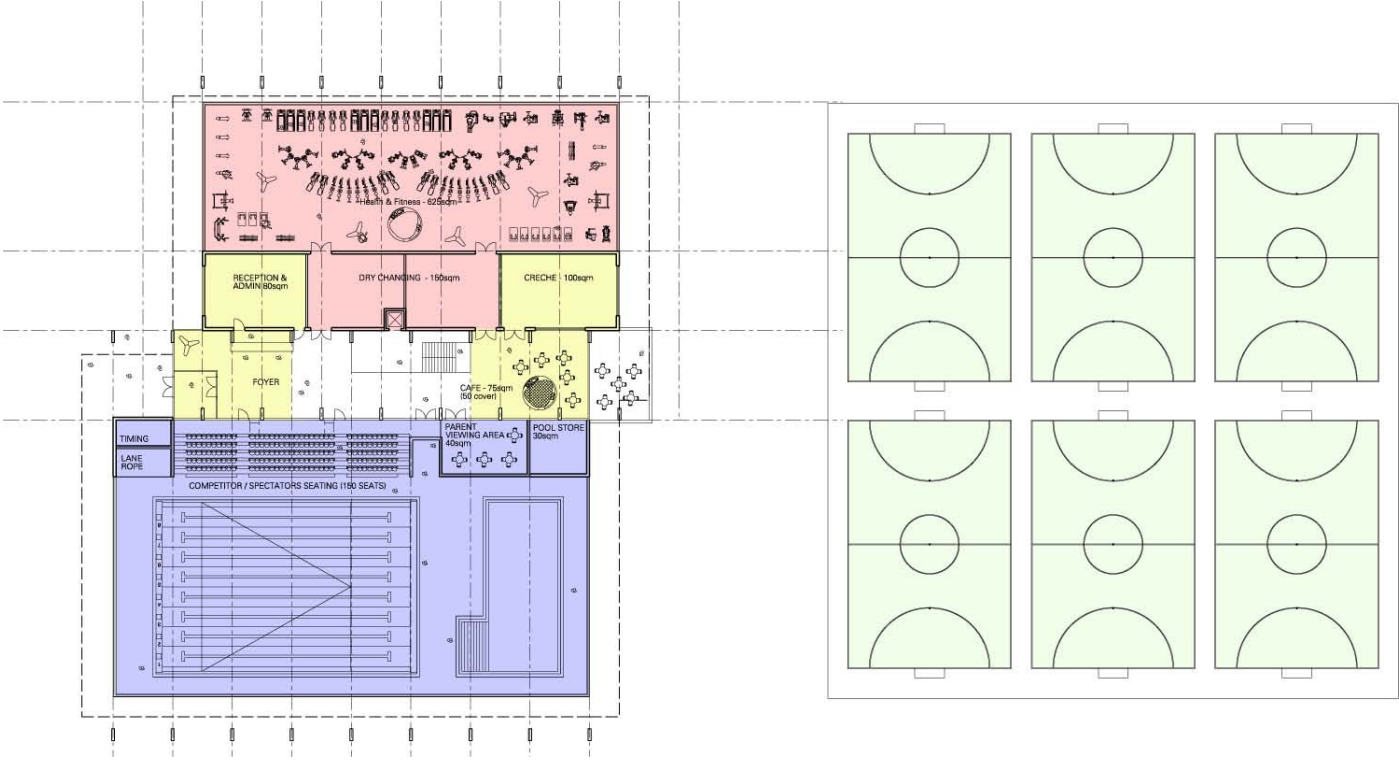 Health & Fitness - 625sqm
RECEPTION &
ADMIN 80sqm
DRY CHANGING - 150sqm
CRECHE - 100sqm
FOYER
CAFE - 75sqm
(50 cover)
TIMING
LANE
ROPE
PARENT
VIEWING AREA
40sqm
POOL STORE
30sqm
COMPETITOR / SPECTATORS SEATING (150 SEATS)